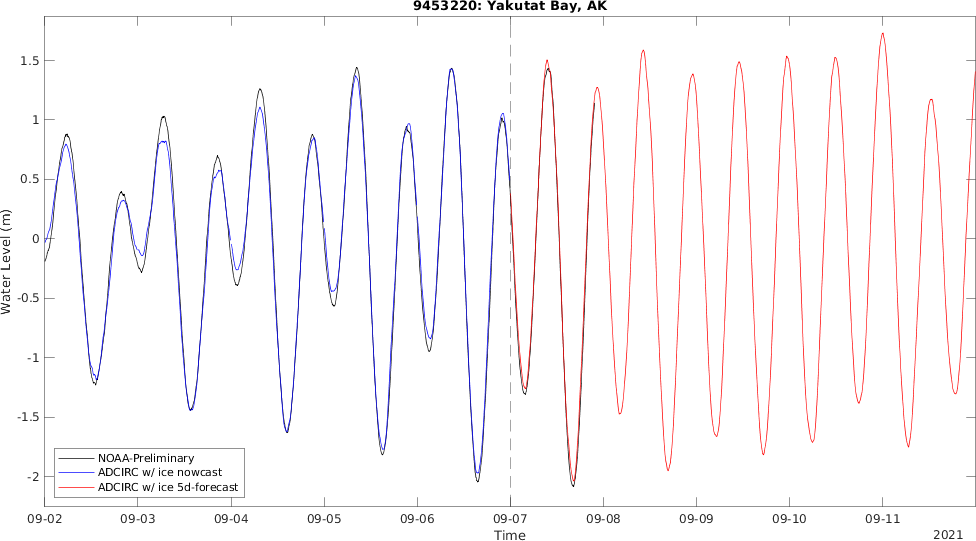 9453220: Yakutat Bay, AK
Water Level (m)
1.5
1
0.5
0
-0.5
-1
-1.5
-2
NOAA-Preliminary
ADCIRC w/ ice nowcast
ADCIRC w/ ice 5d-forecast
09-02 09-03 09-04 09-05 09-06 09-07 09-08 09-09 09-10 09-11
Time
2021